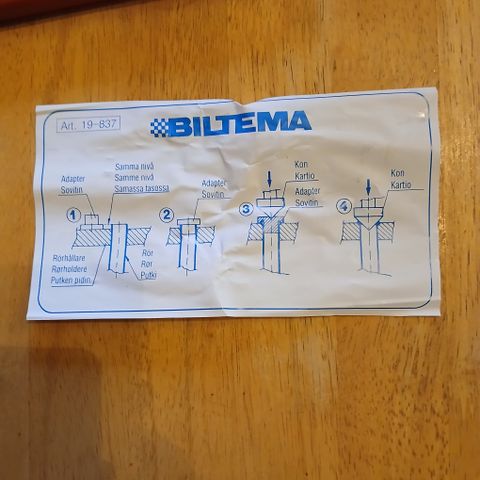 Art. 19-837
BILTEMA
Adapter
Sovitin
Samma nivå
Samme nivå
Samassa tasossa
1
Rörhållare
Rørholdere
Putken pidin
Rör
Rør
Putki
2
Adapter
Sovitin
3
Kon
Kartio
Adapter
Sovitin
4
Kon
Kartio